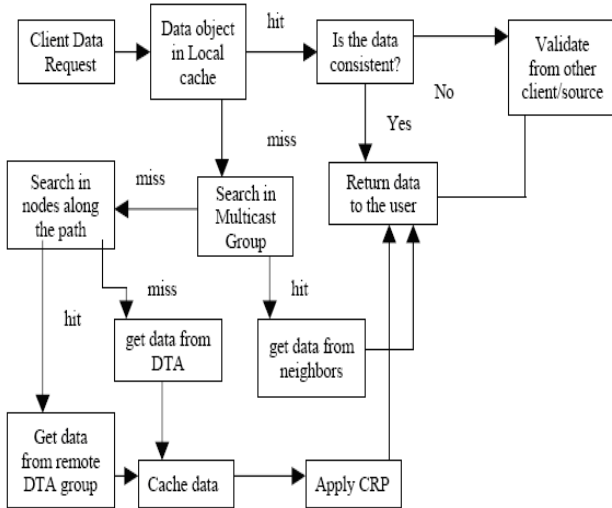 Client Data
Request
Data object
in Local
cache
hit
Is the data
consistent?
Validate
from other
client/source
No
Yes
miss
miss
Search in
nodes along
the path
Search in
Multicast
Group
Return data
to the user
hit
miss
hit
get data from
DTA
get data from
neighbors
Get data
from remote
DTA group
Cache data
Apply CRP